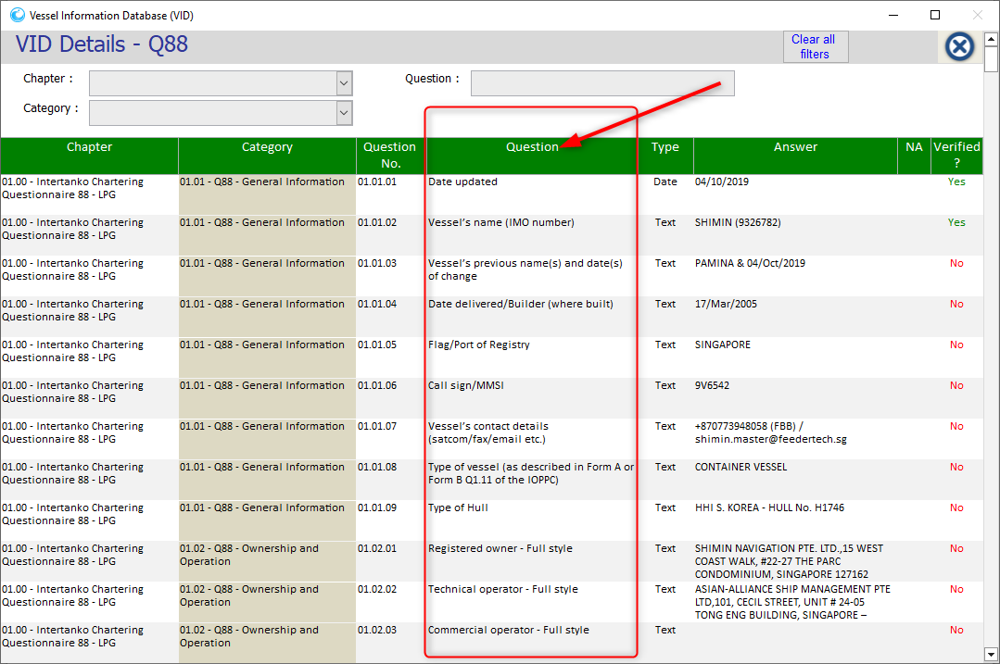 Vessel Information Database (VID)
VID Details - Q88
Clear all
filters
Chapter :
Question :
Category :
Chapter Category Question No. Question Type Answer NA Verified ?
01.00 - Intertanko Chartering Questionnaire 88 - LPG 01.01 - Q88 - General Information 01.01.01 Date updated Date 04/10/2019 Yes
01.00 - Intertanko Chartering Questionnaire 88 - LPG 01.01 - Q88 - General Information 01.01.02 Vessel's name (IMO number) Text SHIMIN (9326782) Yes
01.00 - Intertanko Chartering Questionnaire 88 - LPG 01.01 - Q88 - General Information 01.01.03 Vessel's previous name(s) and date(s) of change Text PAMINA & 04/Oct/2019 No
01.00 - Intertanko Chartering Questionnaire 88 - LPG 01.01 - Q88 - General Information 01.01.04 Date delivered/Builder (where built) Text 17/Mar/2005 No
01.00 - Intertanko Chartering Questionnaire 88 - LPG 01.01 - Q88 - General Information 01.01.05 Flag/Port of Registry Text SINGAPORE No
01.00 - Intertanko Chartering Questionnaire 88 - LPG 01.01 - Q88 - General Information 01.01.06 Call sign/MMSI Text 9V6542 No
01.00 - Intertanko Chartering Questionnaire 88 - LPG 01.01 - Q88 - General Information 01.01.07 Vessel's contact details (satcom/fax/email etc.) Text +870773948058 (FBB) / shimin.master@feedertech.sg No
01.00 - Intertanko Chartering Questionnaire 88 - LPG 01.01 - Q88 - General Information 01.01.08 Type of vessel (as described in Form A or Form B Q1.11 of the IOPPC) Text CONTAINER VESSEL No
01.00 - Intertanko Chartering Questionnaire 88 - LPG 01.01 - Q88 - General Information 01.01.09 Type of Hull Text HHI S. KOREA - HULL No. H1746 No
01.00 - Intertanko Chartering Questionnaire 88 - LPG 01.02 - Q88 - Ownership and Operation 01.02.01 Registered owner - Full style Text SHIMIN NAVIGATION PTE. LTD.,15 WEST COAST WALK, #22-27 THE PARC CONDOMINIUM, SINGAPORE 127162 No
01.00 - Intertanko Chartering Questionnaire 88 - LPG 01.02 - Q88 - Ownership and Operation 01.02.02 Technical operator - Full style Text ASIAN-ALLIANCE SHIP MANAGEMENT PTE LTD,101, CECIL STREET, UNIT # 24-05 TONG ENG BUILDING, SINGAPORE – No
01.00 - Intertanko Chartering Questionnaire 88 - LPG 01.02 - Q88 - Ownership and Operation 01.02.03 Commercial operator - Full style Text No